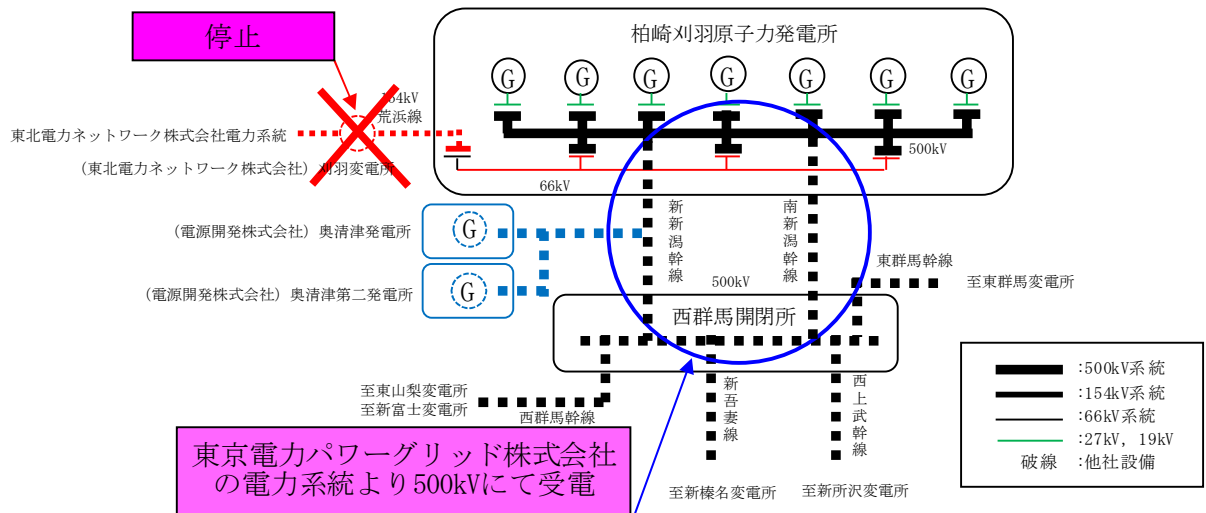 停止
柏崎刈羽原子力発電所
G
G
G
G
G
G
G
154kV
荒浜線
東北電力ネットワーク株式会社電力系統
(東北電力ネットワーク株式会社) 刈羽変電所
500kV
66kV
(電源開発株式会社) 奥清津発電所
G
(電源開発株式会社) 奥清津第二発電所
G
新新潟幹線
南新潟幹線
500kV
東群馬幹線
至東群馬変電所
西群馬開閉所
至東山梨変電所
至新富士変電所
西群馬幹線
新吾妻線
西上武幹線
至新榛名変電所
至新所沢変電所
東京電力パワーグリッド株式会社
の電力系統より500kVにて受電
:500kV系統
:154kV系統
:66kV系統
:27kV, 19kV
破線 :他社設備